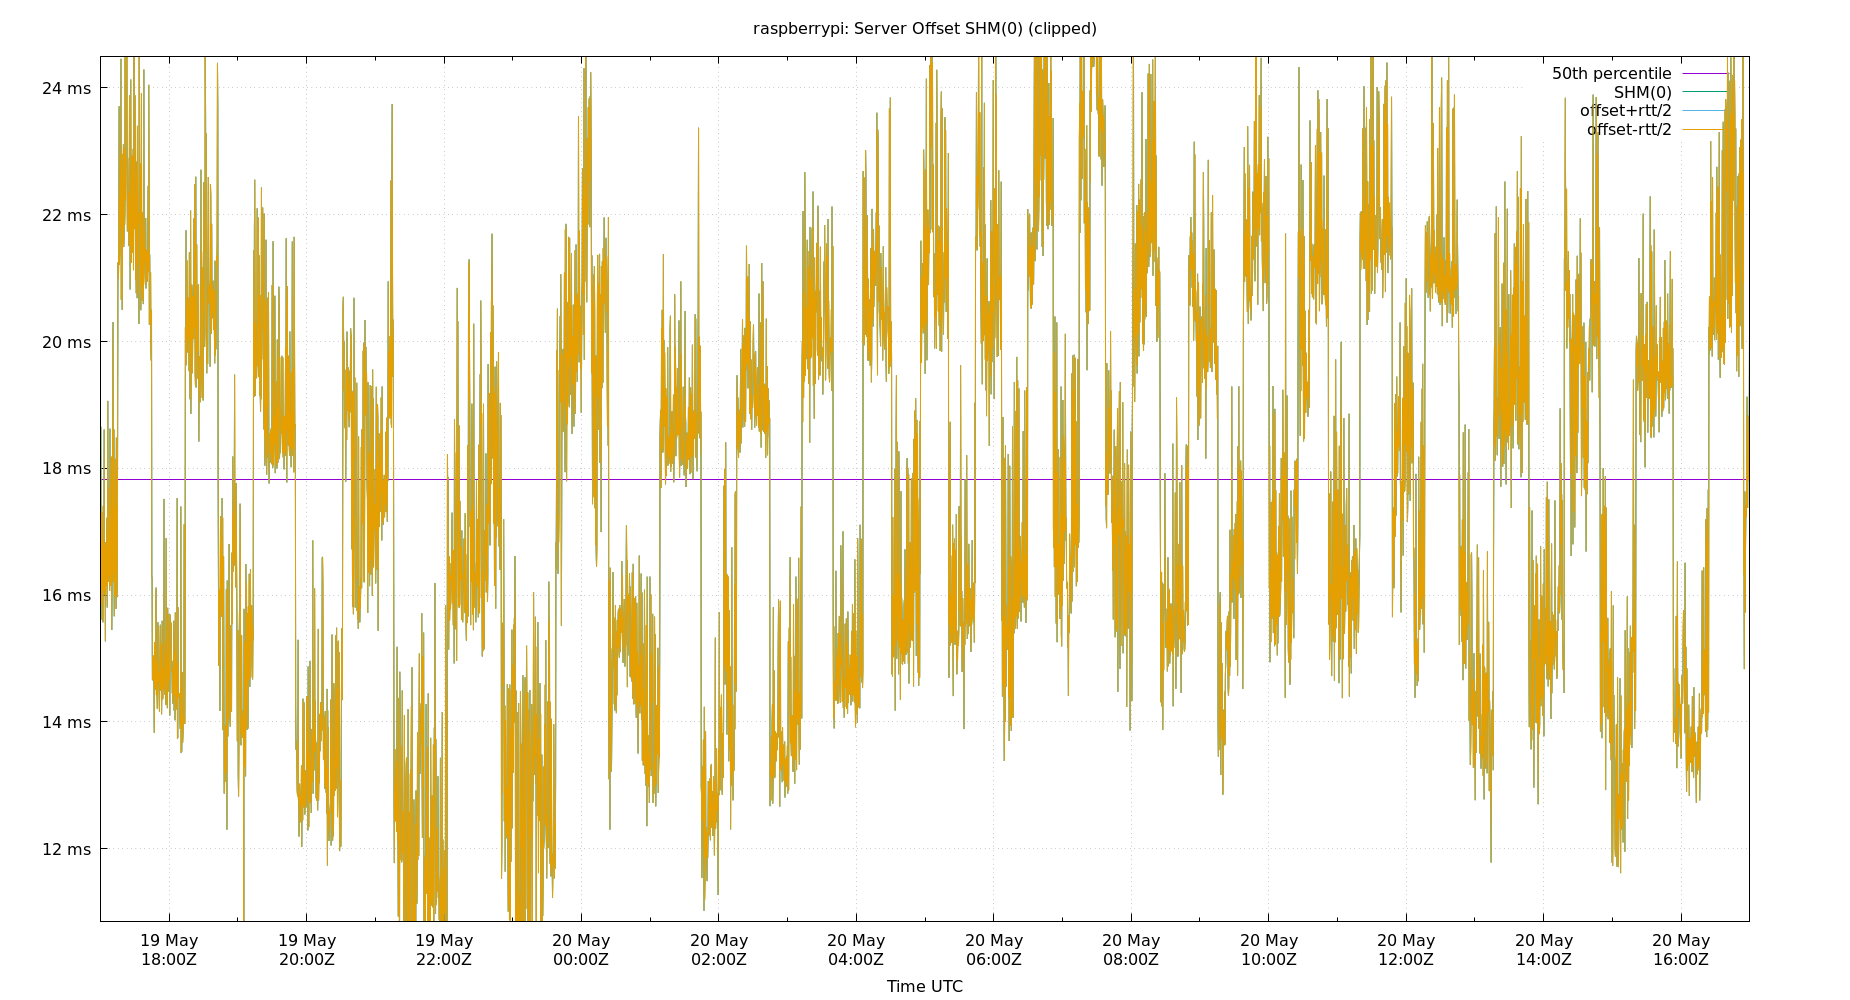 raspberrypi: Server Offset SHM(0) (clipped)
50th percentile
SHM(0)
offset+rtt/2
offset-rtt/2
24 ms
22 ms
20 ms
18 ms
16 ms
14 ms
12 ms
19 May 19 May 19 May 20 May 20 May 20 May 20 May 20 May 20 May 20 May 20 May 20 May
18:00Z 20:00Z 22:00Z 00:00Z 02:00Z 04:00Z 06:00Z 08:00Z 10:00Z 12:00Z 14:00Z 16:00Z
Time UTC